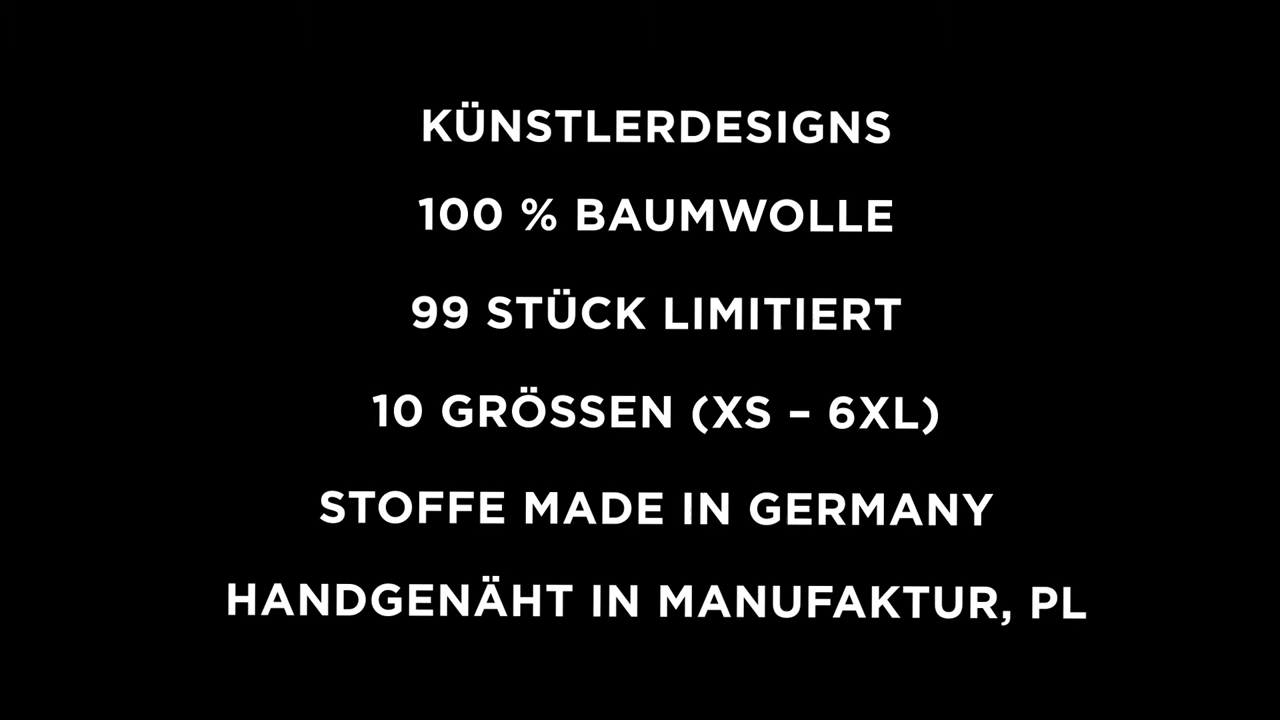 KÜNSTLERDESIGNS
100 % BAUMWOLLE
99 STÜCK LIMITIERT
10 GRÖSSEN (XS – 6XL)
STOFFE MADE IN GERMANY
HANDGENÄHT IN MANUFAKTUR, PL